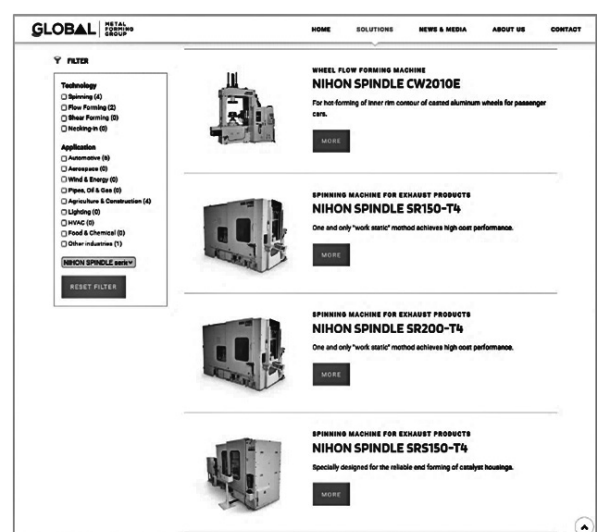 GLOBAL METAL FORMING GROUP
HOME SOLUTIONS NEWS & MEDIA ABOUT US CONTACT
FILTER
Technology
Spinning (4)
Flow Forming (2)
Shear Forming (0)
Necking-in (0)
Application
Automotive (6)
Aerospace (0)
Wind & Energy (0)
Pipes, Oil & Gas (0)
Agriculture & Construction (4)
Lighting (0)
HVAC (0)
Food & Chemical (0)
Other industries (1)
NIHON SPINDLE serie
RESET FILTER
WHEEL FLOW FORMING MACHINE
NIHON SPINDLE CW2010E
For hot-forming of inner rim contour of casted aluminum wheels for passenger
cars.
MORE
SPINNING MACHINE FOR EXHAUST PRODUCTS
NIHON SPINDLE SR150-T4
One and only "work static" method achieves high cost performance.
MORE
SPINNING MACHINE FOR EXHAUST PRODUCTS
NIHON SPINDLE SR200-T4
One and only "work static" method achieves high cost performance.
MORE
SPINNING MACHINE FOR EXHAUST PRODUCTS
NIHON SPINDLE SRS150-T4
Specially designed for the reliable end forming of catalyst housings.
MORE